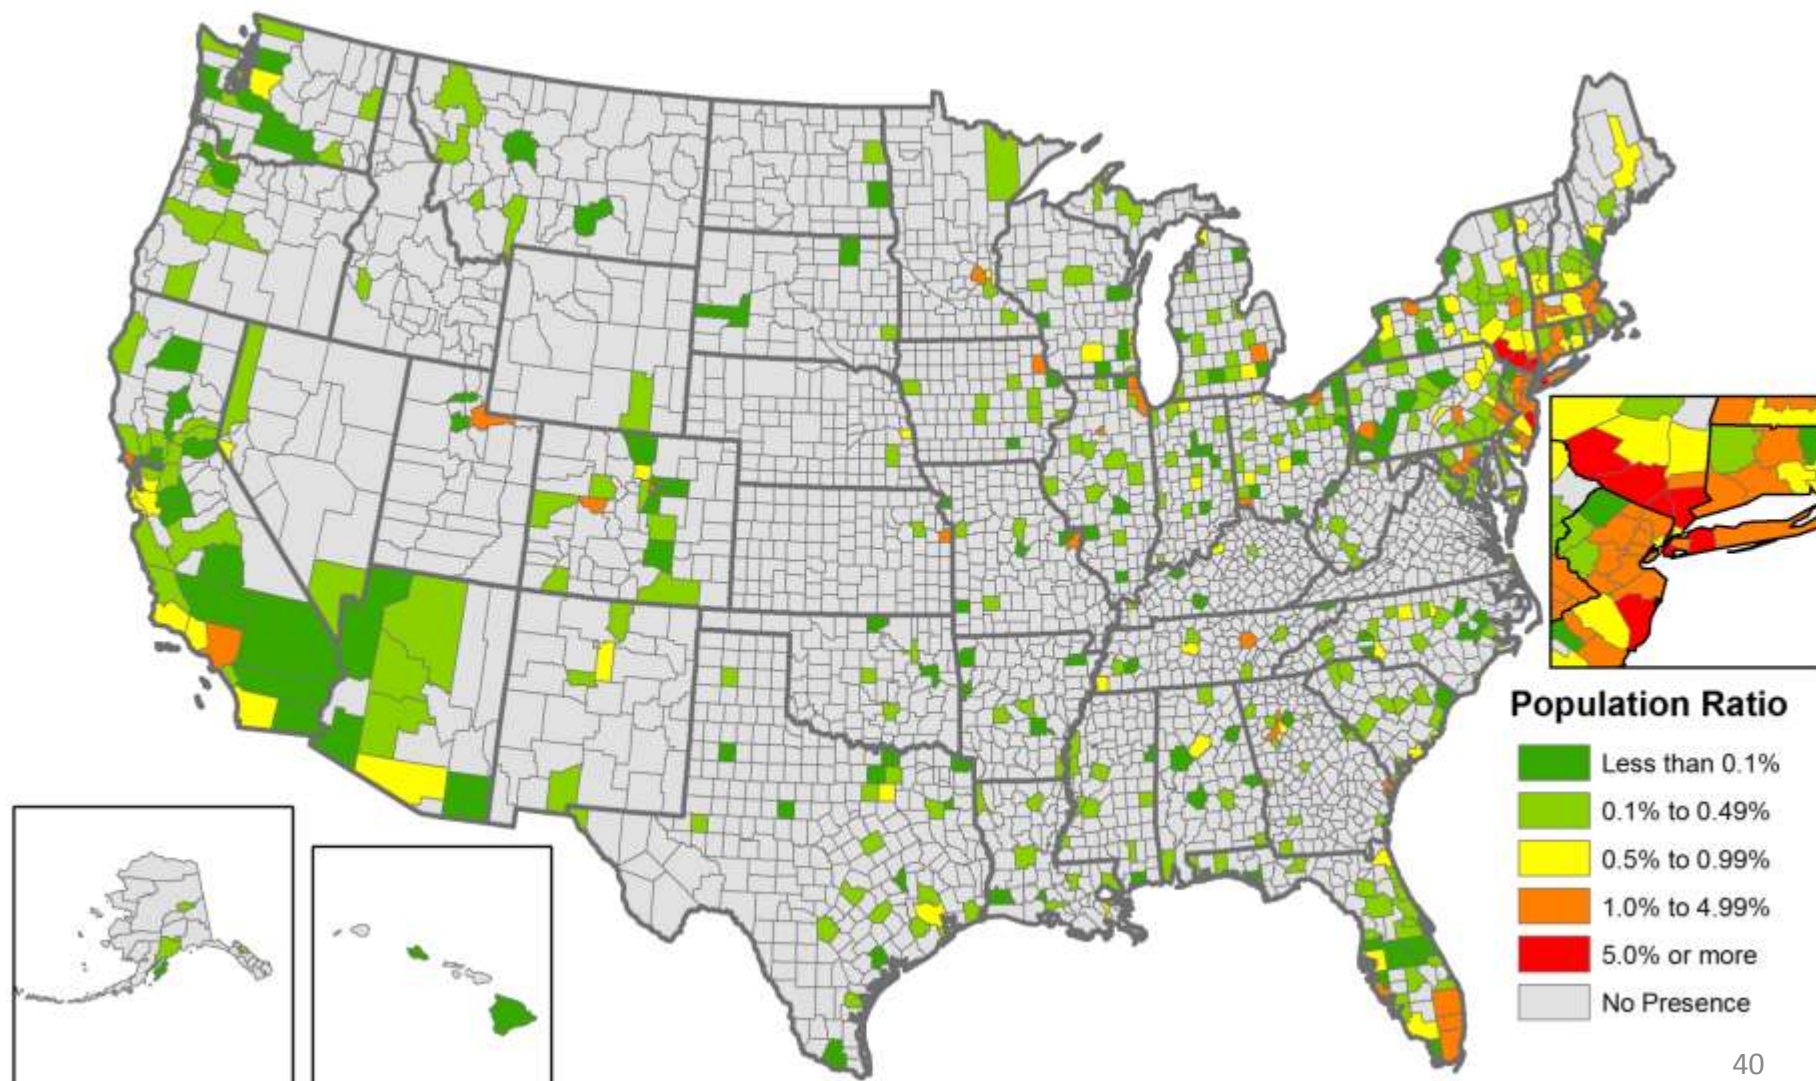 Population Ratio
Less than 0.1%
0.1% to 0.49%
0.5% to 0.99%
1.0% to 4.99%
5.0% or more
No Presence
40